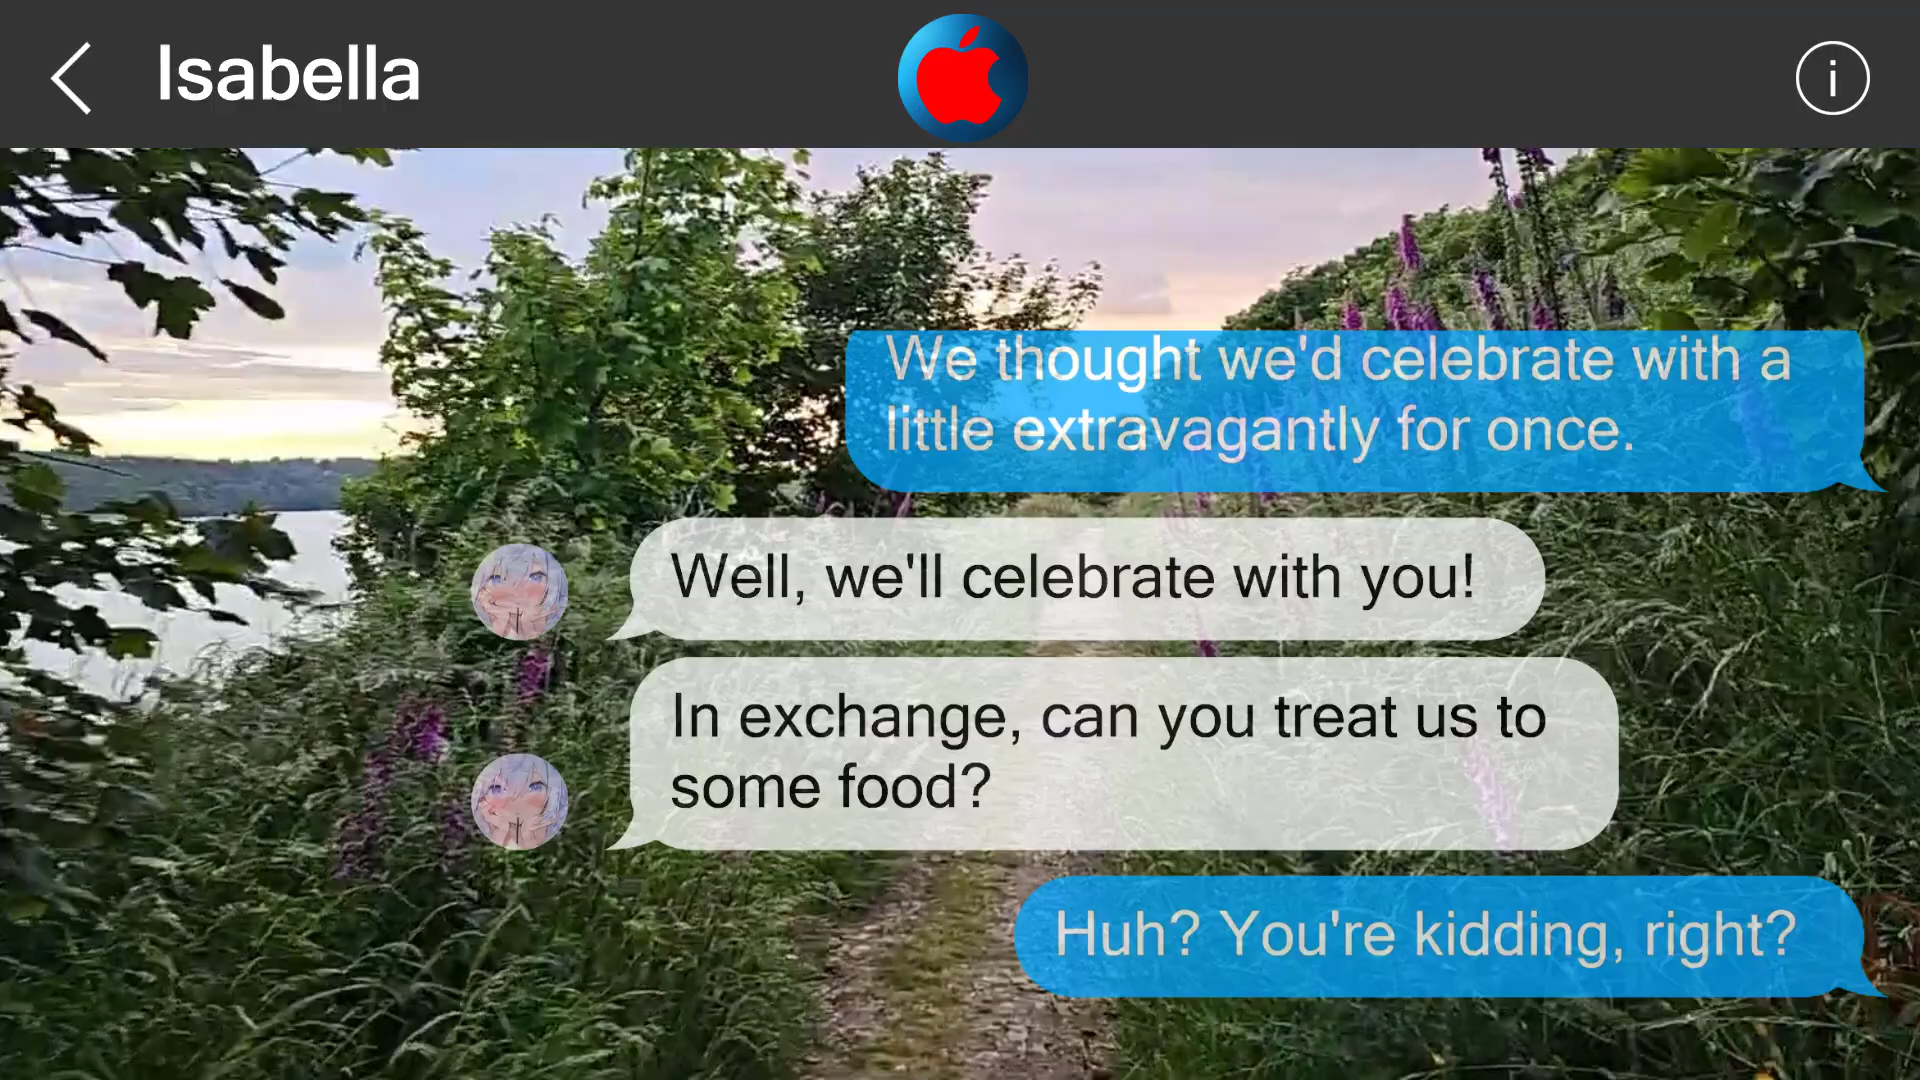 Isabella
We thought we'd celebrate with a
little extravagantly for once.
Well, we'll celebrate with you!
In exchange, can you treat us to
some food?
Huh? You're kidding, right?